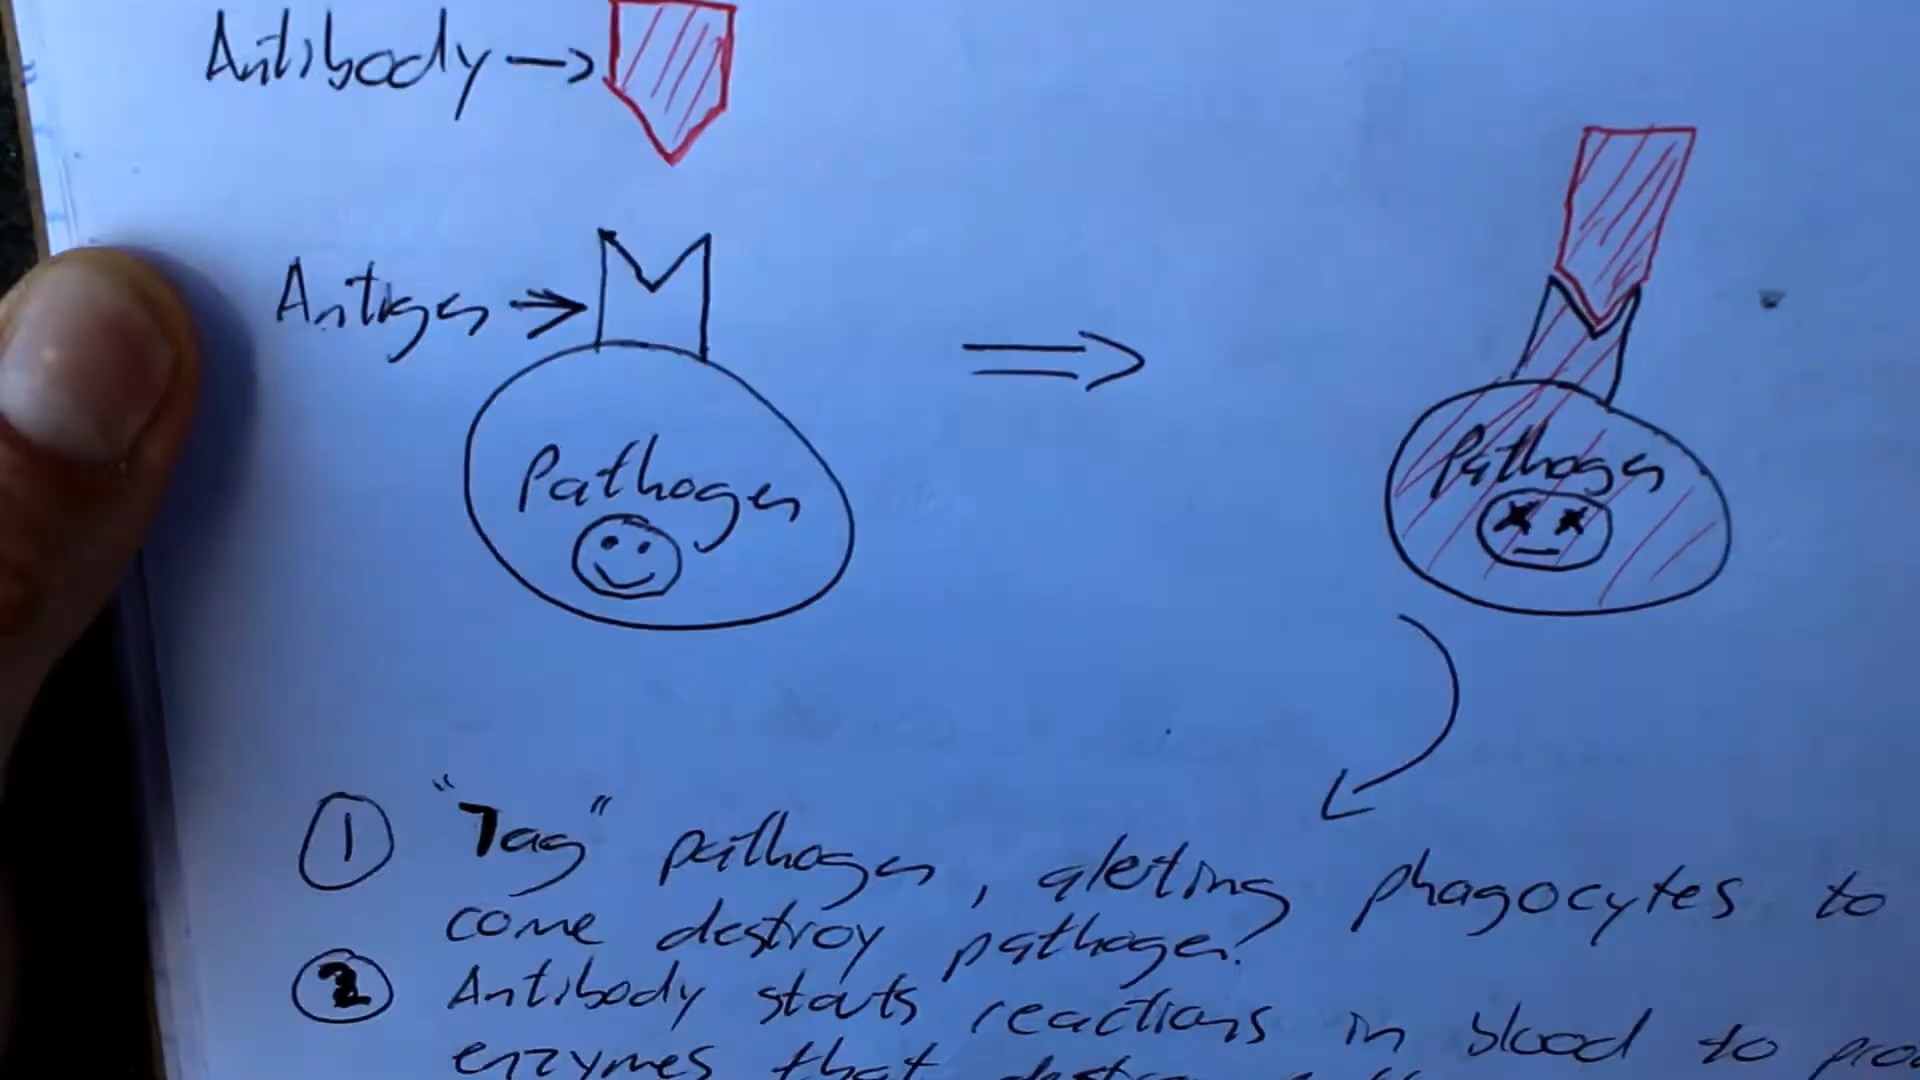 Antibody →
Antigen →
Pathogen
Pathogen
① "Tag" pathogen, alerting phagocytes to
come destroy pathogen.
② Antibody starts reactions in blood to
enzymes that